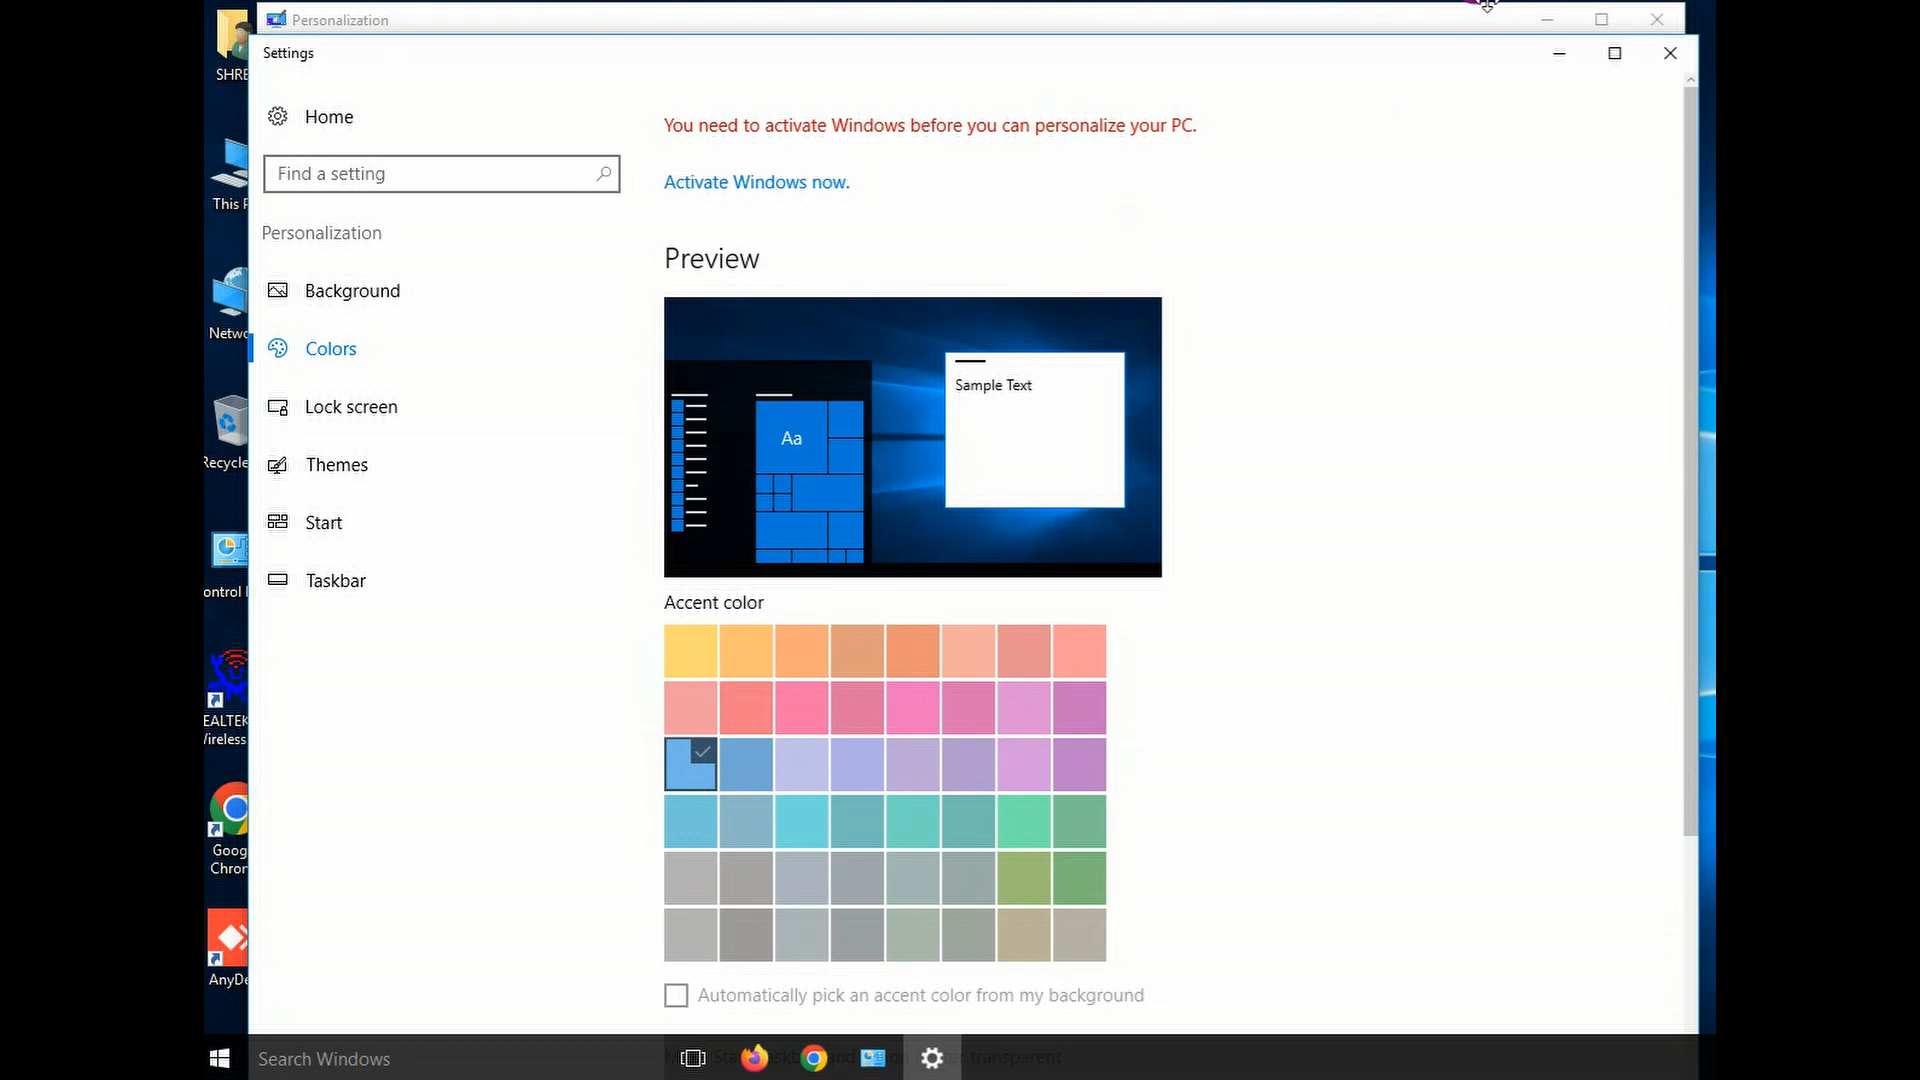 Personalization
Settings
SHRE
This P
Netwo
Recycle
ontrol
EALTEK
ireless
Goog
Chron
AnyDe
Home
Find a setting
Personalization
Background
Colors
Lock screen
Themes
Start
Taskbar
You need to activate Windows before you can personalize your PC.
Activate Windows now.
Preview
Sample Text
Aa
Accent color
Automatically pick an accent color from my background
Search Windows
transparent